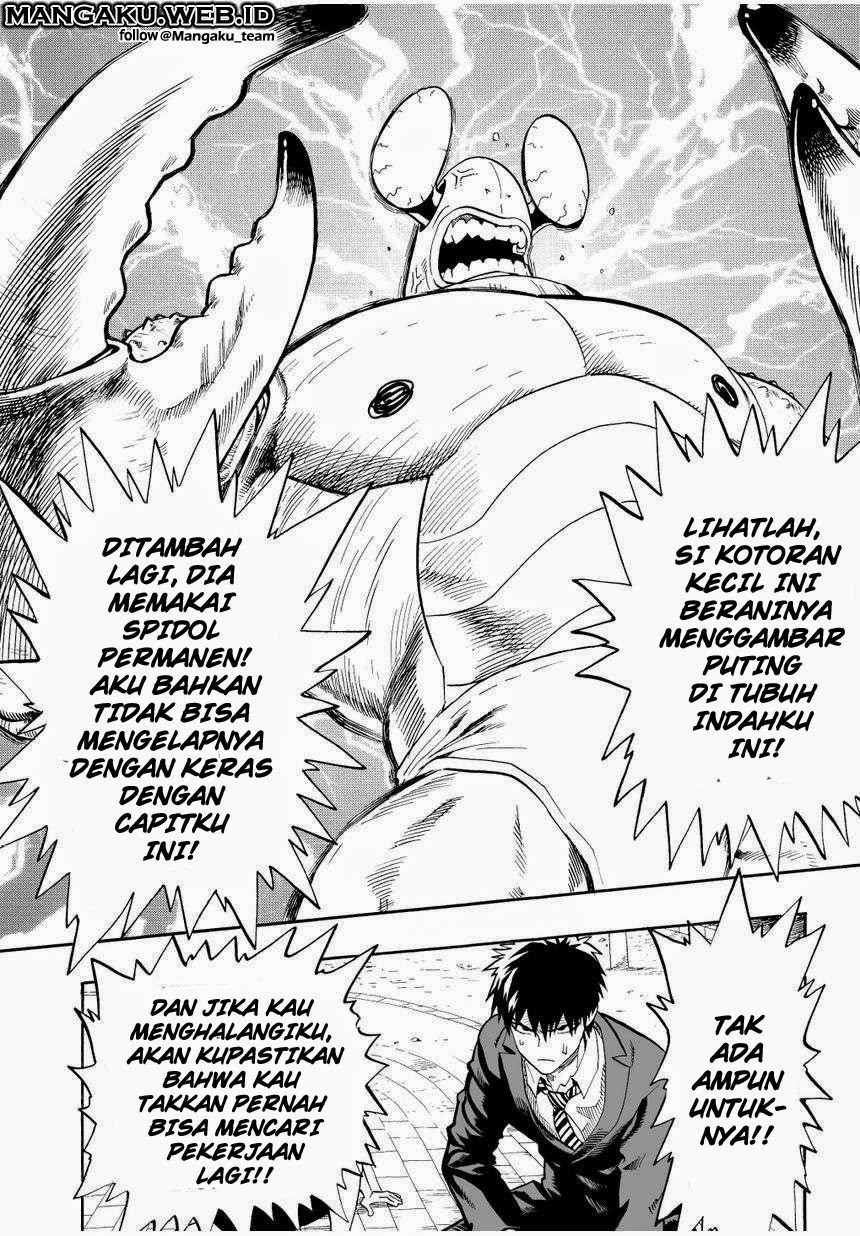 MANGAKU.WEB.ID
follow @Mangaku_team
LIHATLAH,
SI KOTORAN
KECIL INI
BERANINYA
MENGGAMBAR
PUTING
DI TUBUH
INDAHKU
INI!
DITAMBAH
LAGI, DIA
MEMAKAI
SPIDOL
PERMANEN!
AKU BAHKAN
TIDAK BISA
MENGELAPNYA
DENGAN KERAS
DENGAN
CAPITKU
INI!
TAK
ADA
AMPUN
UNTUK-
NYA!!
DAN JIKA KAU
MENGHALANGIKU,
AKAN KUPASTIKAN
BAHWA KAU
TAKKAN PERNAH
BISA MENCARI
PEKERJAAN
LAGI!!